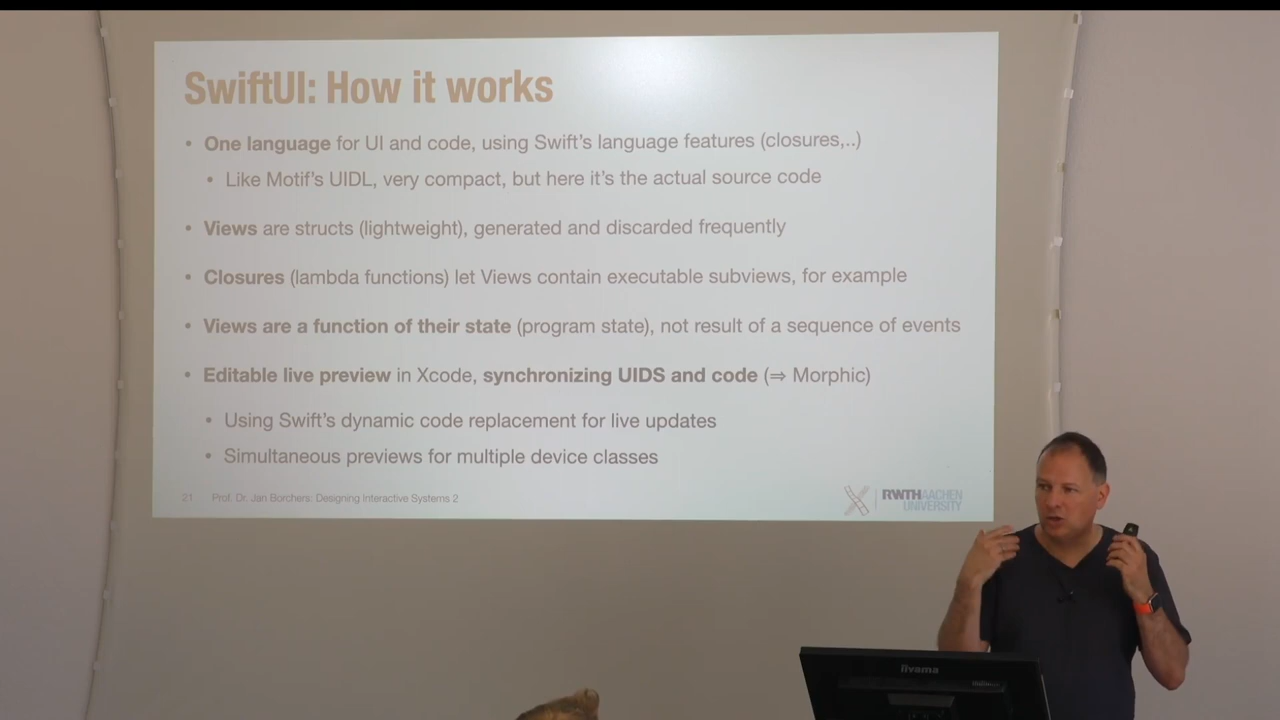 SwiftUI: How it works
• One language for UI and code, using Swift's language features (closures,..)
• Like Motif's UIDL, very compact, but here it's the actual source code
• Views are structs (lightweight), generated and discarded frequently
• Closures (lambda functions) let Views contain executable subviews, for example
• Views are a function of their state (program state), not result of a sequence of events
• Editable live preview in Xcode, synchronizing UIDS and code (⇒ Morphic)
• Using Swift's dynamic code replacement for live updates
• Simultaneous previews for multiple device classes
21 Prof. Dr. Jan Borchers: Designing Interactive Systems 2
RWTHAACHEN
UNIVERSITY
iiyama